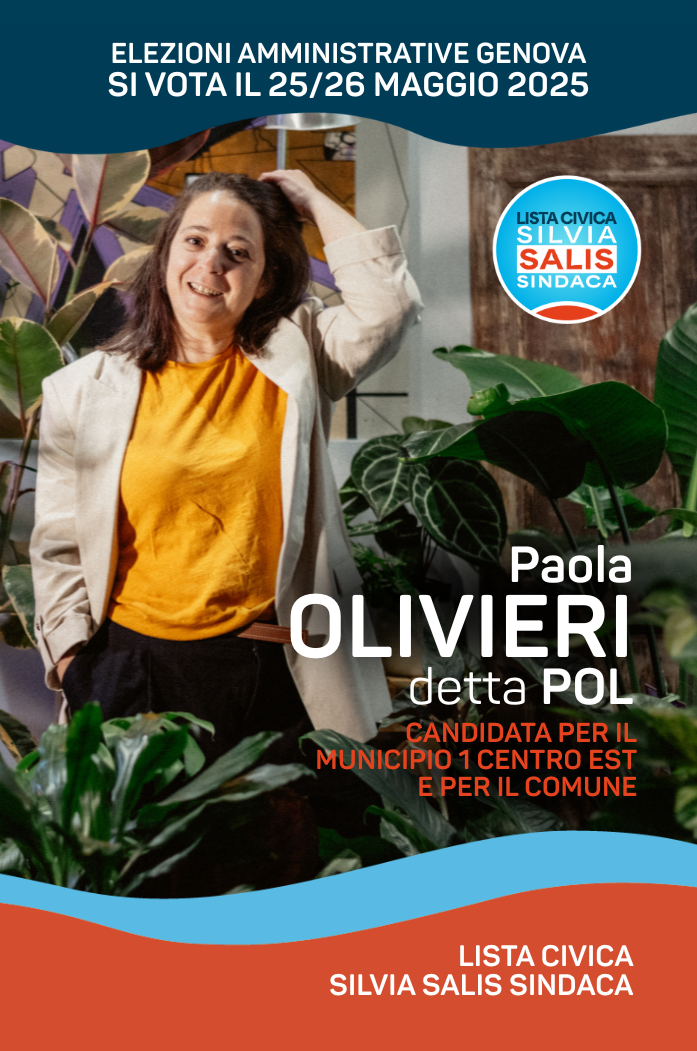 ELEZIONI AMMINISTRATIVE GENOVA
SI VOTA IL 25/26 MAGGIO 2025
LISTA CIVICA
SILVIA
SALIS
SINDACA
Paola
OLIVIERI
detta POL
CANDIDATA PER IL
MUNICIPIO 1 CENTRO EST
E PER IL COMUNE
LISTA CIVICA
SILVIA SALIS SINDACA